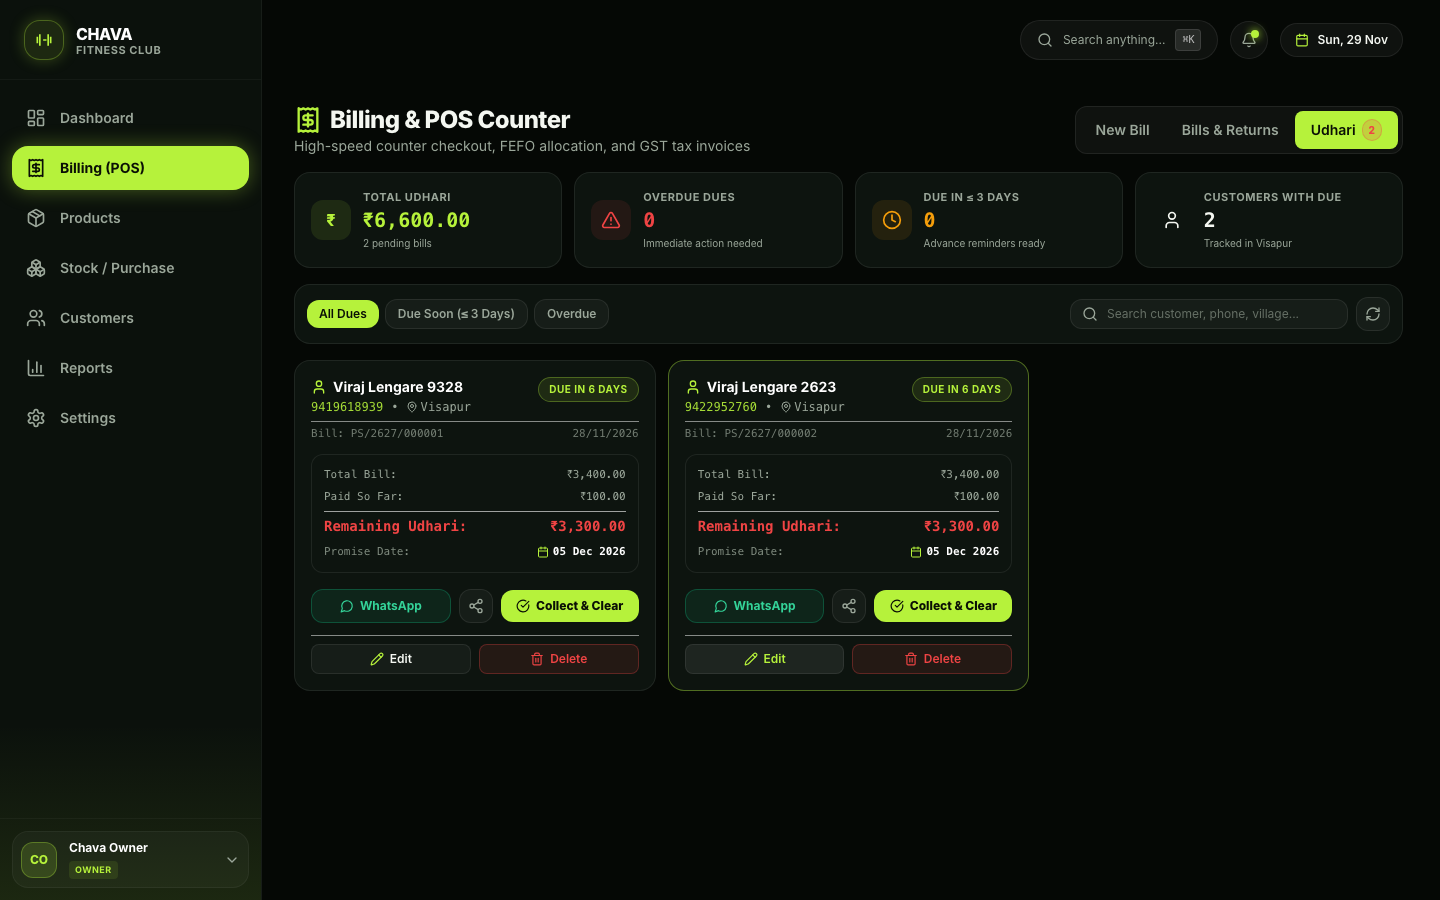 CHAVA
FITNESS CLUB
Dashboard
Billing (POS)
Products
Stock / Purchase
Customers
Reports
Settings
CO
Chava Owner
OWNER
Search anything...
⌘K
Sun, 29 Nov
Billing & POS Counter
High-speed counter checkout, FEFO allocation, and GST tax invoices
New Bill
Bills & Returns
Udhari 2
₹
TOTAL UDHARI
₹6,600.00
2 pending bills
OVERDUE DUES
0
Immediate action needed
DUE IN ≤ 3 DAYS
0
Advance reminders ready
CUSTOMERS WITH DUE
2
Tracked in Visapur
All Dues
Due Soon (≤ 3 Days)
Overdue
Search customer, phone, village...
Viraj Lengare 9328
DUE IN 6 DAYS
9419618939 • Visapur
Bill: PS/2627/000001 28/11/2026
Total Bill: ₹3,400.00
Paid So Far: ₹100.00
Remaining Udhari: ₹3,300.00
Promise Date: 05 Dec 2026
WhatsApp
Collect & Clear
Edit
Delete
Viraj Lengare 2623
DUE IN 6 DAYS
9422952760 • Visapur
Bill: PS/2627/000002 28/11/2026
Total Bill: ₹3,400.00
Paid So Far: ₹100.00
Remaining Udhari: ₹3,300.00
Promise Date: 05 Dec 2026
WhatsApp
Collect & Clear
Edit
Delete